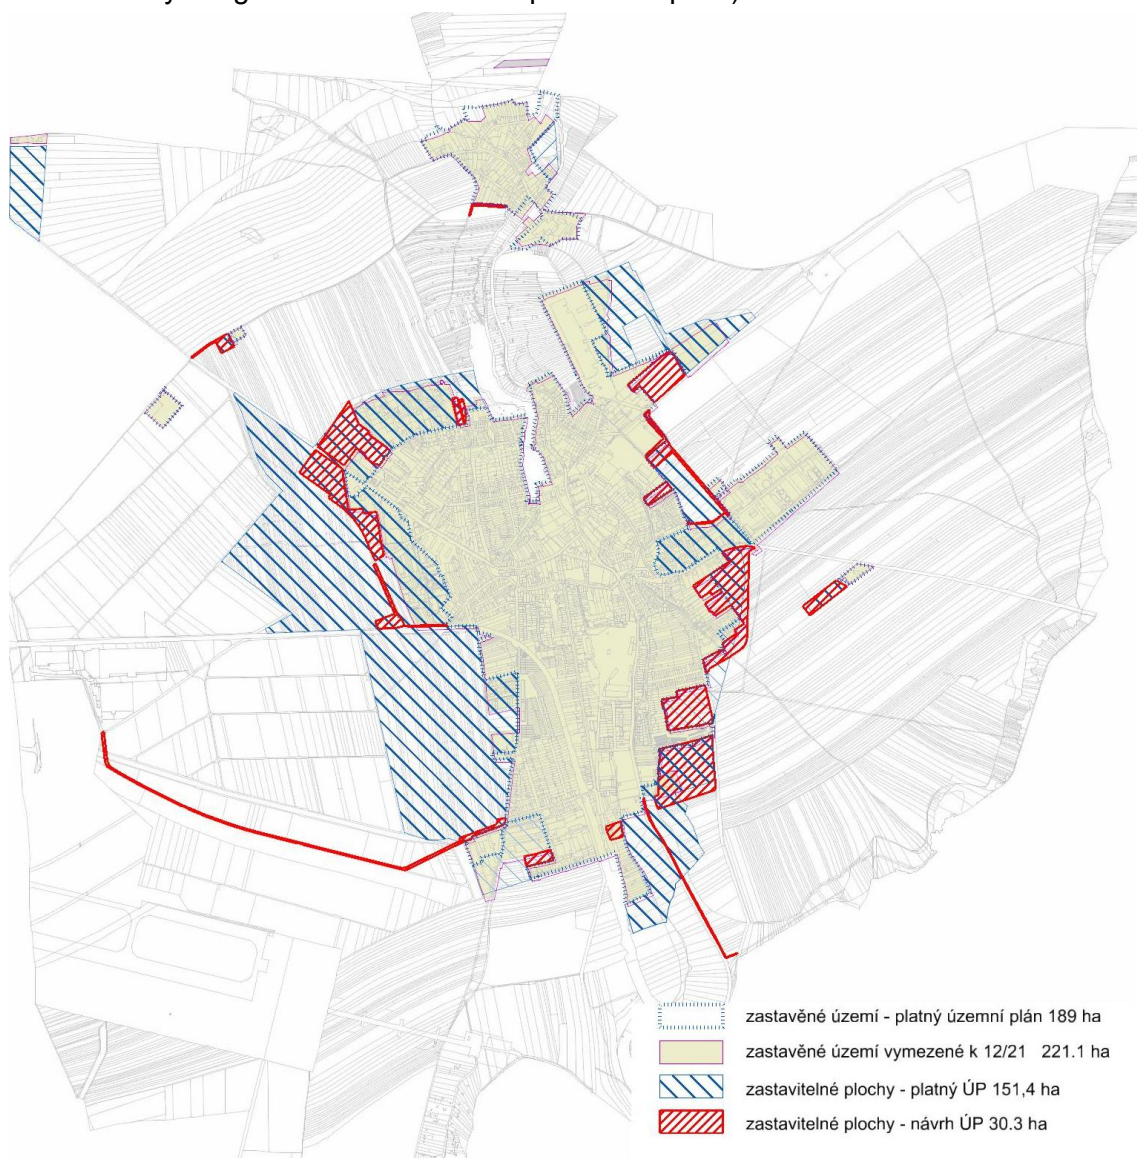 zastavěné území - platný územní plán 189 ha
zastavěné území vymezené k 12/21 221.1 ha
zastavitelné plochy - platný ÚP 151,4 ha
zastavitelné plochy - návrh ÚP 30.3 ha